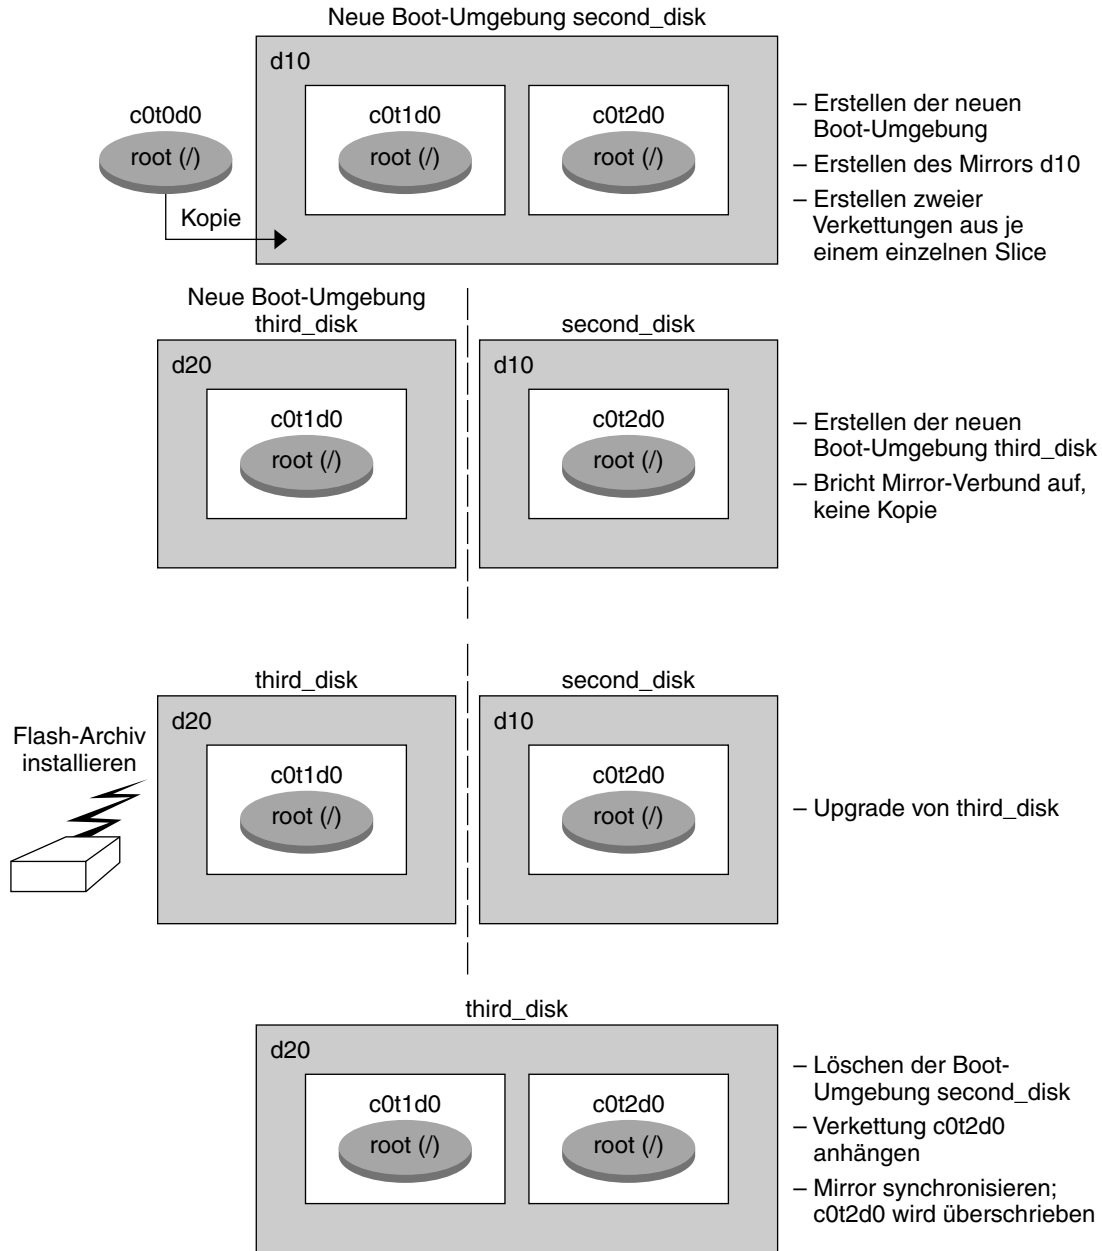 Neue Boot-Umgebung second_disk
d10
c0t0d0
root (/)
Kopie
c0t1d0
root (/)
c0t2d0
root (/)
– Erstellen der neuen
Boot-Umgebung
– Erstellen des Mirrors d10
– Erstellen zweier
Verkettungen aus je
einem einzelnen Slice
Neue Boot-Umgebung
third_disk
d20
c0t1d0
root (/)
second_disk
d10
c0t2d0
root (/)
– Erstellen der neuen
Boot-Umgebung third_disk
– Bricht Mirror-Verbund auf,
keine Kopie
Flash-Archiv
installieren
third_disk
d20
c0t1d0
root (/)
second_disk
d10
c0t2d0
root (/)
– Upgrade von third_disk
third_disk
d20
c0t1d0
root (/)
c0t2d0
root (/)
– Löschen der Boot-
Umgebung second_disk
– Verkettung c0t2d0
anhängen
– Mirror synchronisieren;
c0t2d0 wird überschrieben